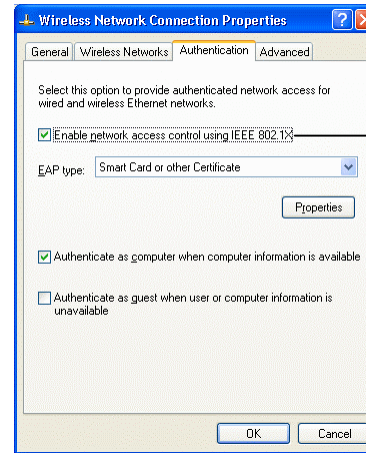 Wireless Network Connection Properties
General
Wireless Networks
Authentication
Advanced
Select this option to provide authenticated network access for
wired and wireless Ethernet networks.
Enable network access control using IEEE 802.1X
EAP type:
Smart Card or other Certificate
Properties
Authenticate as computer when computer information is available
Authenticate as guest when user or computer information is
unavailable
OK
Cancel